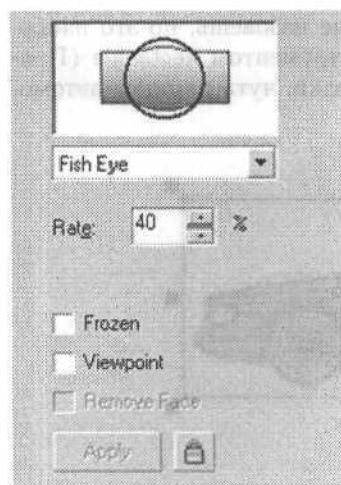 Fish Eye
Rate: 40 %
Frozen
Viewpoint
Remove Face
Apply